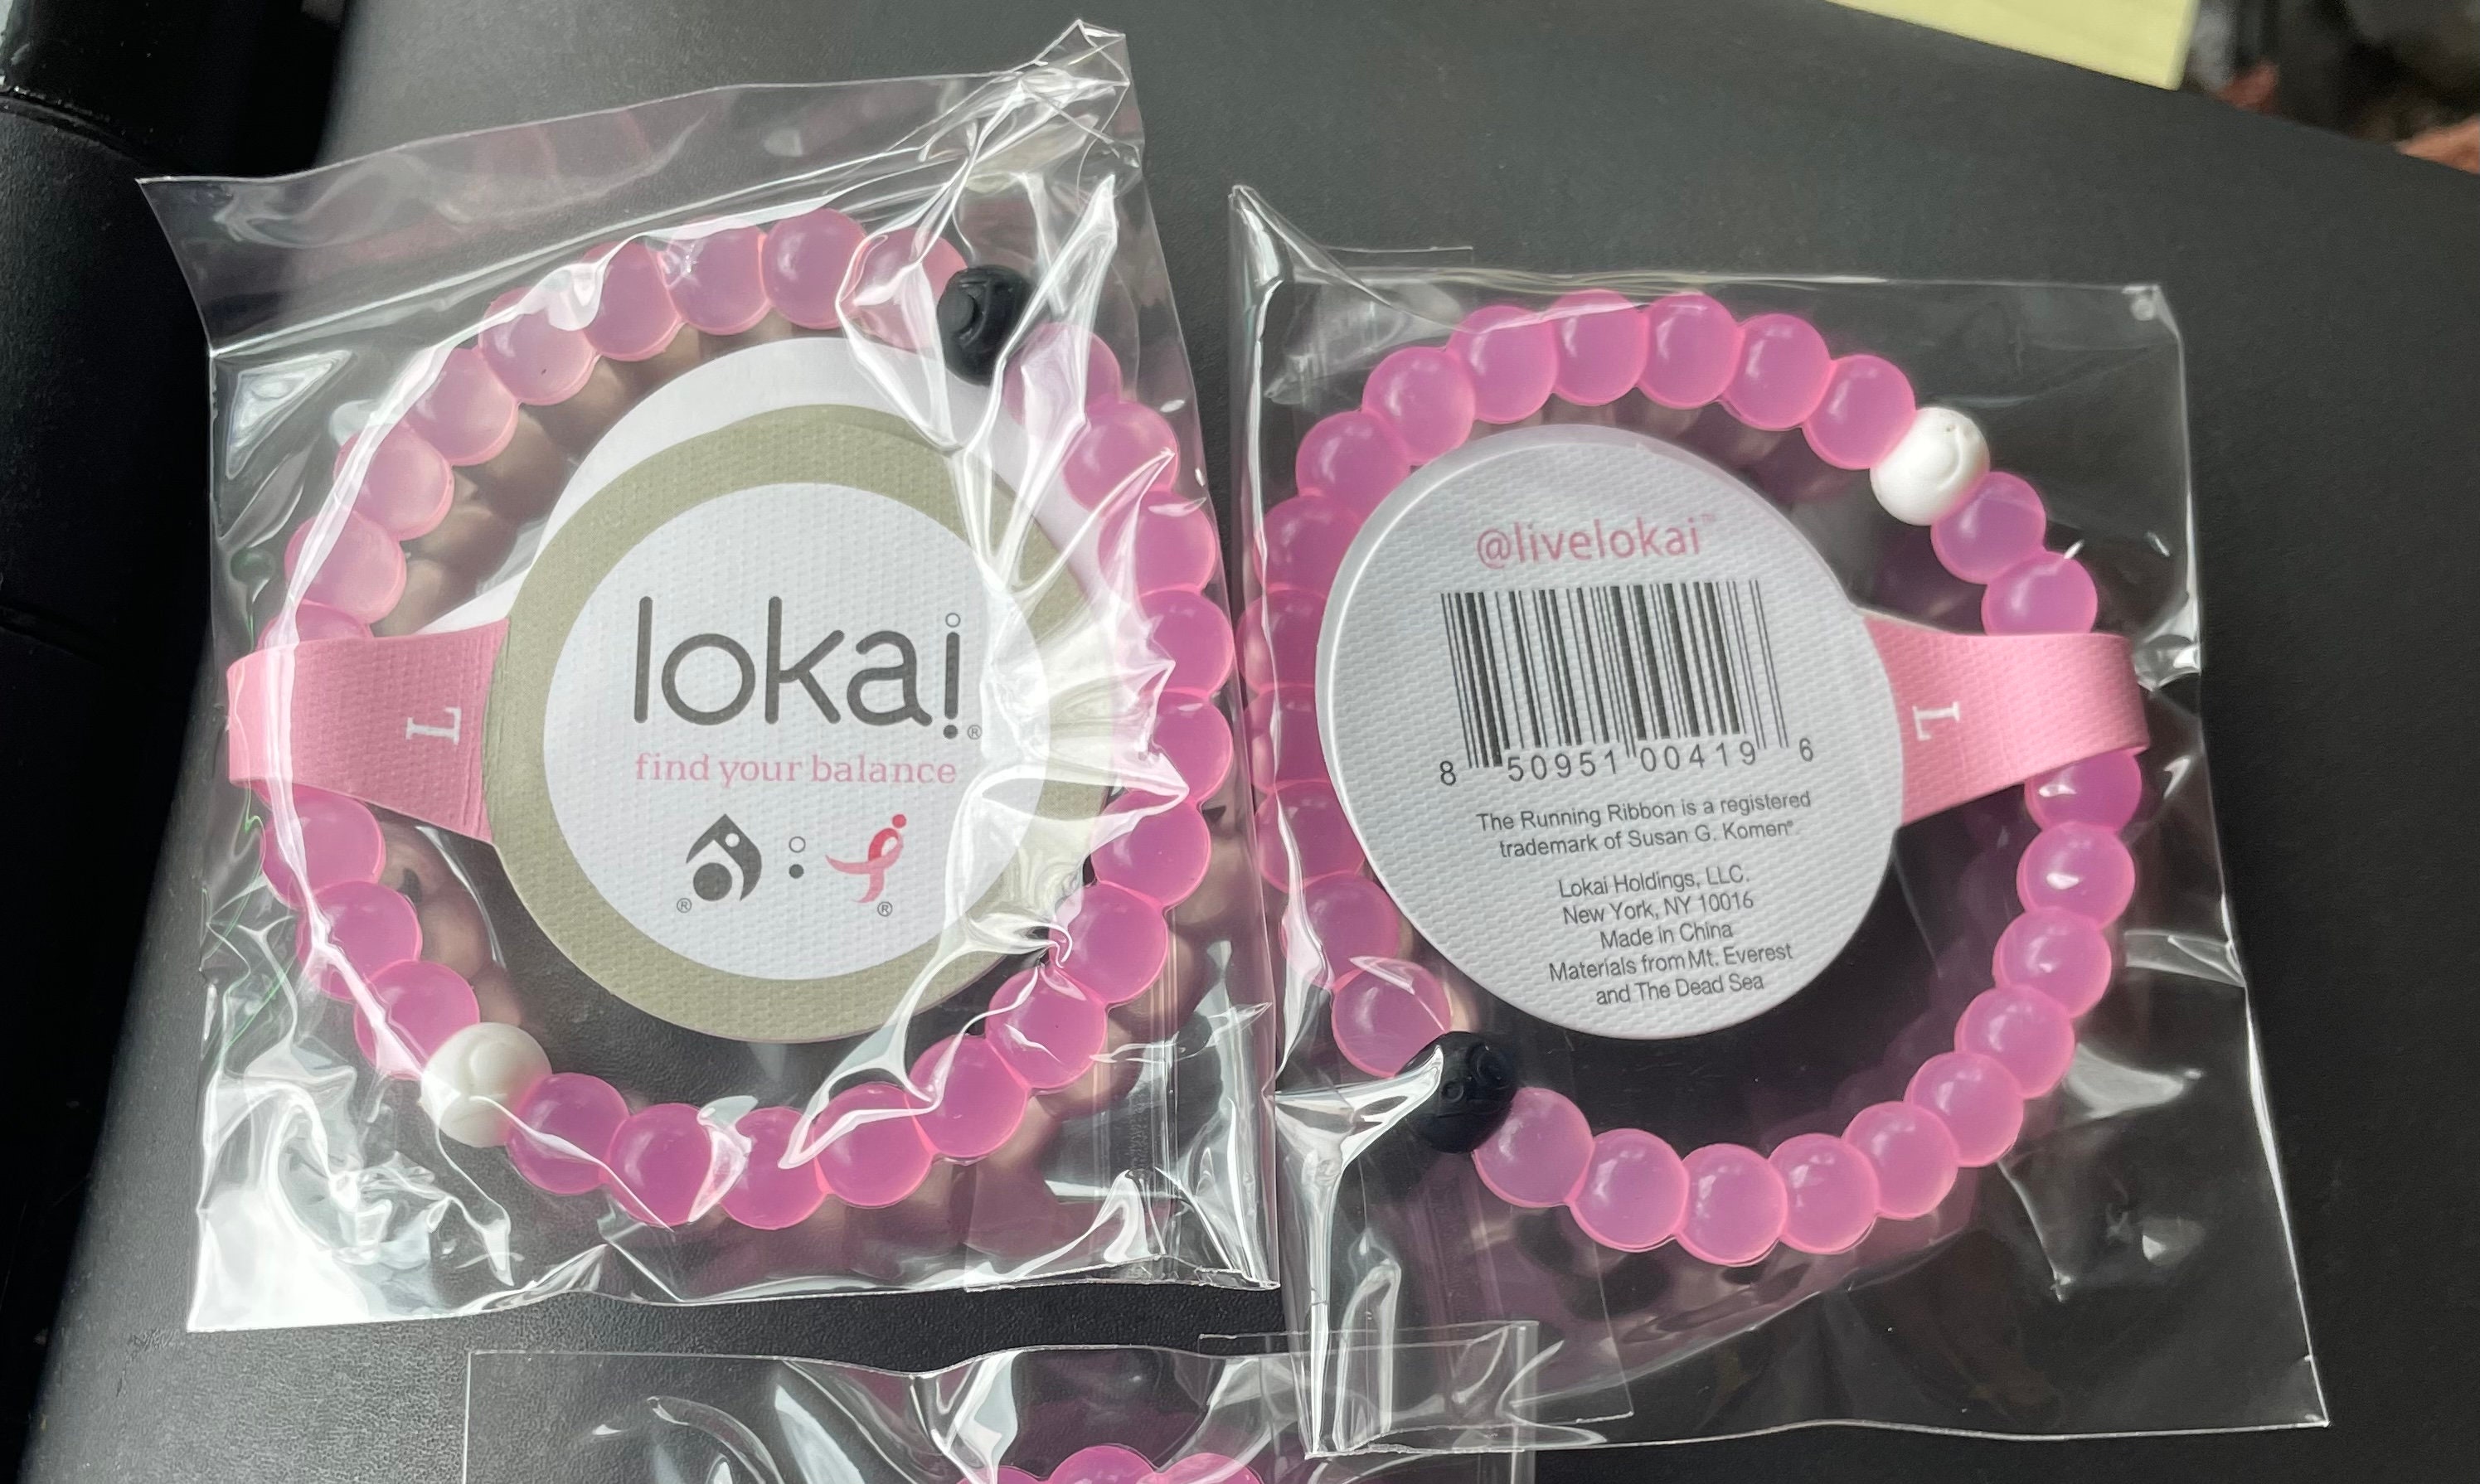 lokai®
find your balance
® ®
L
@livelokai™
8 50951 00419 6
The Running Ribbon is a registered
trademark of Susan G. Komen®.
Lokai Holdings, LLC.
New York, NY 10016
Made in China
Materials from Mt. Everest
and The Dead Sea
L